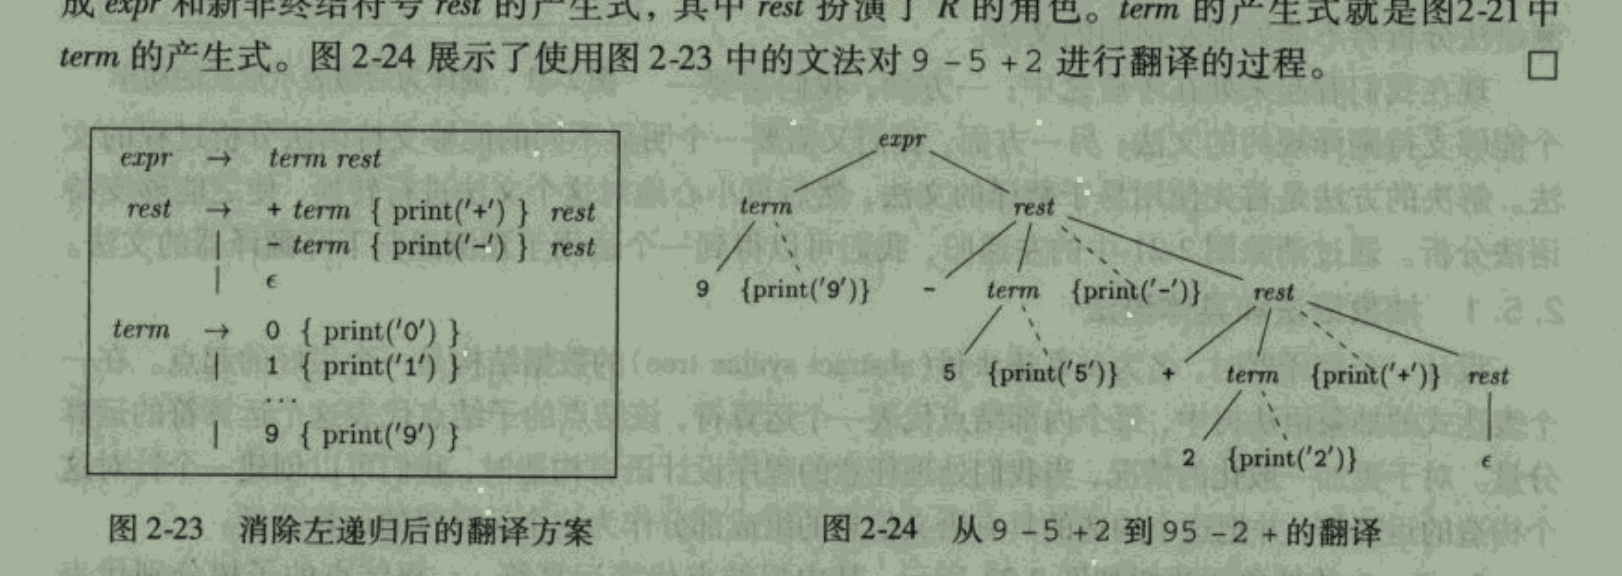 成 expr 和新非终结符号 rest 的产生式，其中 rest 扮演了 R 的角色。term 的产生式就是图2-21中
term 的产生式。图 2-24 展示了使用图 2-23 中的文法对 9 - 5 + 2 进行翻译的过程。 □
expr → term rest
rest → + term { print('+') } rest
| - term { print('-') } rest
| ϵ
term → 0 { print('0') }
| 1 { print('1') }
...
| 9 { print('9') }
图 2-23 消除左递归后的翻译方案
expr
term rest
9 {print('9')} - term {print('-')} rest
5 {print('5')} + term {print('+')} rest
2 {print('2')} ϵ
图 2-24 从 9 - 5 + 2 到 95 - 2 + 的翻译